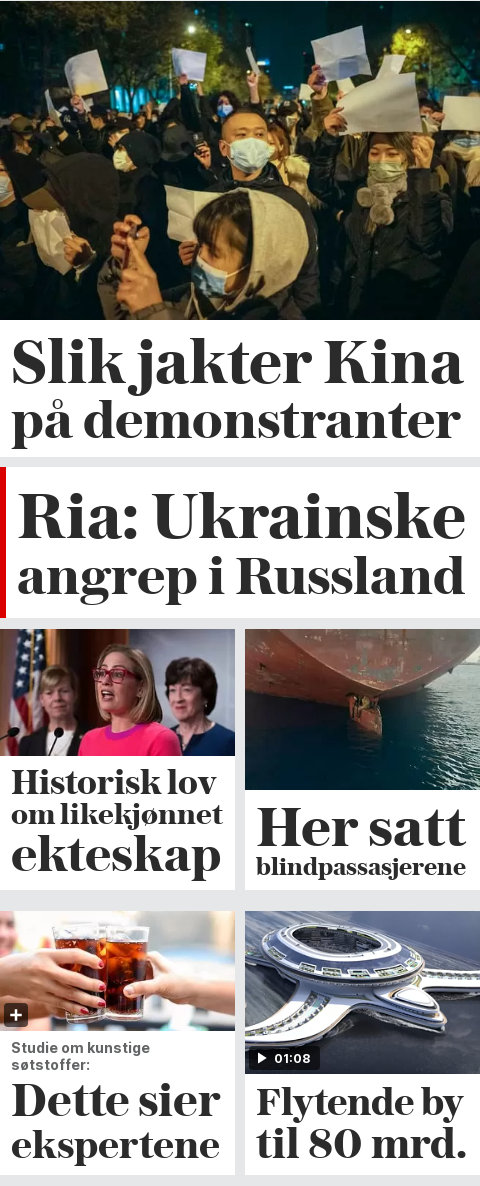 Slik jakter Kina
på demonstranter
Ria: Ukrainske
angrep i Russland
Historisk lov
om likekjønnet
ekteskap
Her satt
blindpassasjerene
Studie om kunstige
søtstoffer:
Dette sier
ekspertene
01:08
Flytende by
til 80 mrd.